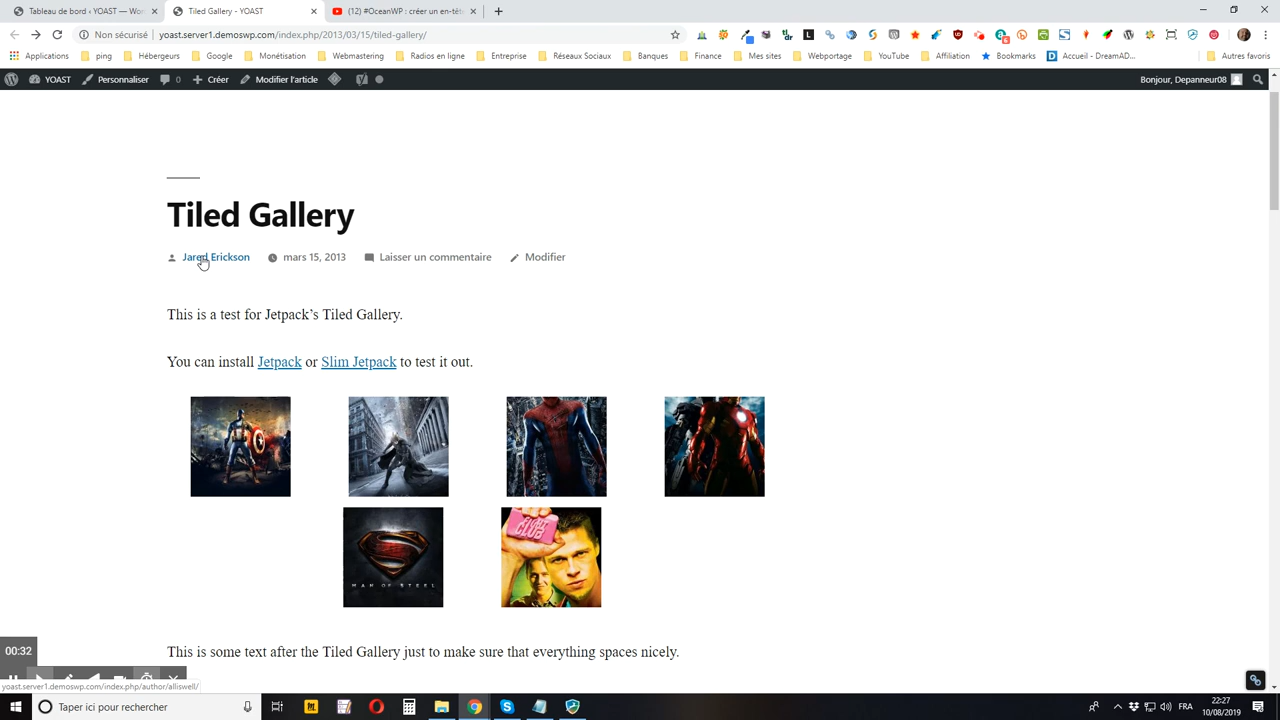 Tableau de bord ‹ YOAST — Wor
Tiled Gallery - YOAST
(12) #OceanWP : créer un en-têt
Non sécurisé | yoast.server1.demoswp.com/index.php/2013/03/15/tiled-gallery/
Applications ping Hébergeurs Google Monétisation Webmastering Radios en ligne Entreprise Réseaux Sociaux Banques Finance Mes sites Webportage YouTube Affiliation Bookmarks Accueil - DreamAD... Autres favoris
YOAST Personnaliser 0 Créer Modifier l'article Bonjour, Depanneur08
Tiled Gallery
Jared Erickson mars 15, 2013 Laisser un commentaire Modifier
This is a test for Jetpack’s Tiled Gallery.
You can install Jetpack or Slim Jetpack to test it out.
MAN OF STEEL
FIGHT CLUB
This is some text after the Tiled Gallery just to make sure that everything spaces nicely.
00:32
yoast.server1.demoswp.com/index.php/author/alliswell/
Taper ici pour rechercher
FRA
22:27
10/08/2019